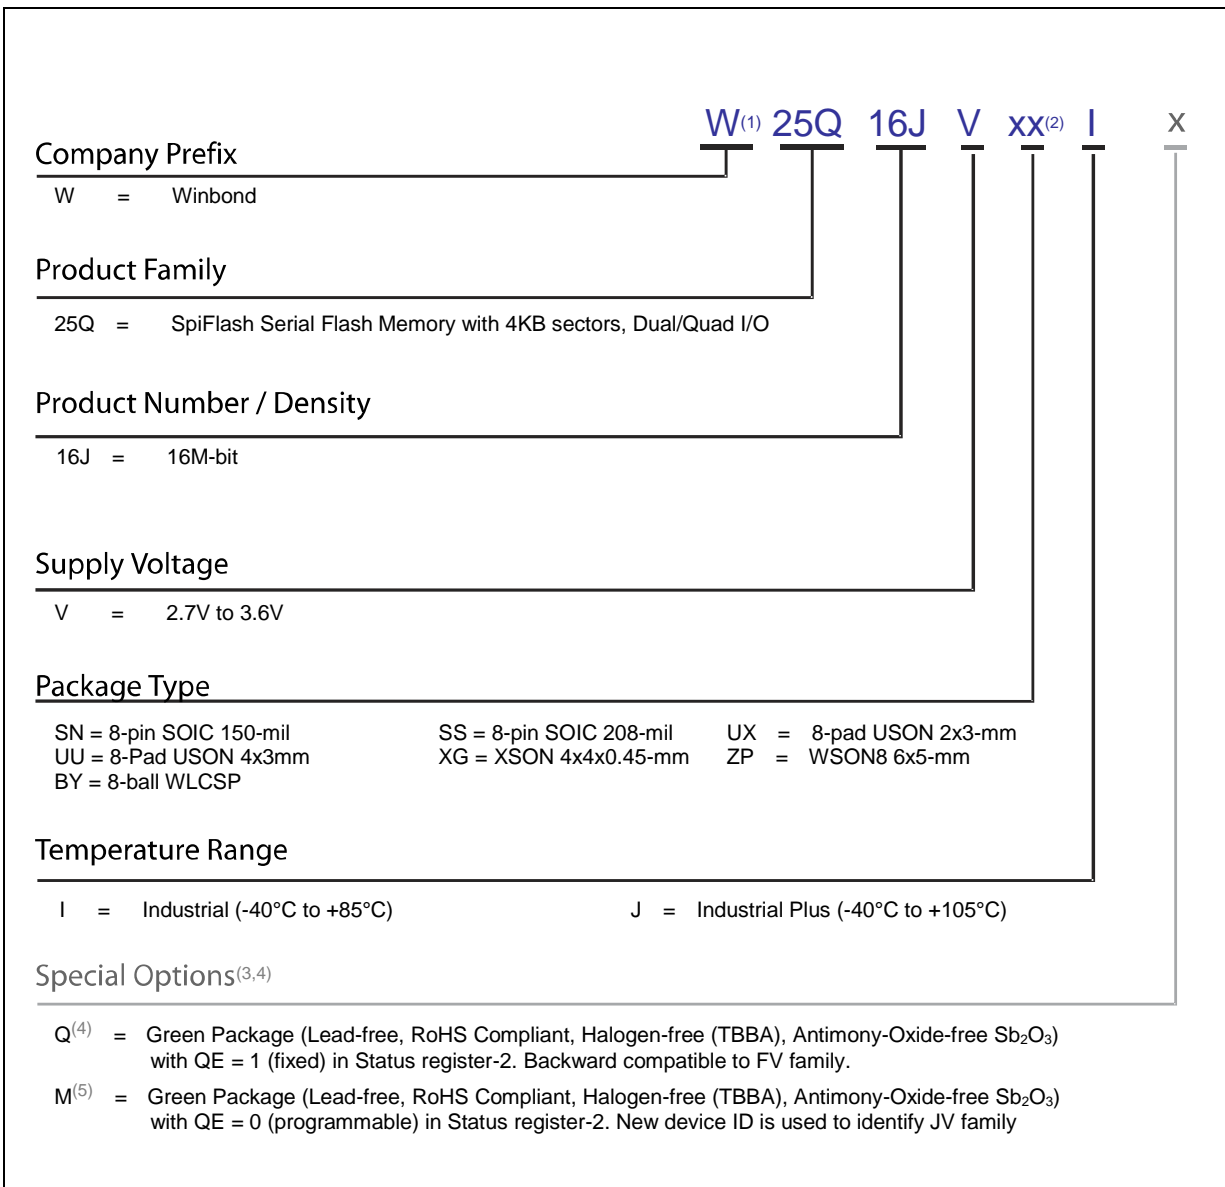 W(1) 25Q 16J V xx(2) I x
Company Prefix
W = Winbond
Product Family
25Q = SpiFlash Serial Flash Memory with 4KB sectors, Dual/Quad I/O
Product Number / Density
16J = 16M-bit
Supply Voltage
V = 2.7V to 3.6V
Package Type
SN = 8-pin SOIC 150-mil SS = 8-pin SOIC 208-mil UX = 8-pad USON 2x3-mm
UU = 8-Pad USON 4x3mm XG = XSON 4x4x0.45-mm ZP = WSON8 6x5-mm
BY = 8-ball WLCSP
Temperature Range
I = Industrial (-40°C to +85°C) J = Industrial Plus (-40°C to +105°C)
Special Options(3,4)
Q(4) = Green Package (Lead-free, RoHS Compliant, Halogen-free (TBBA), Antimony-Oxide-free Sb₂O₃)
with QE = 1 (fixed) in Status register-2. Backward compatible to FV family.
M(5) = Green Package (Lead-free, RoHS Compliant, Halogen-free (TBBA), Antimony-Oxide-free Sb₂O₃)
with QE = 0 (programmable) in Status register-2. New device ID is used to identify JV family